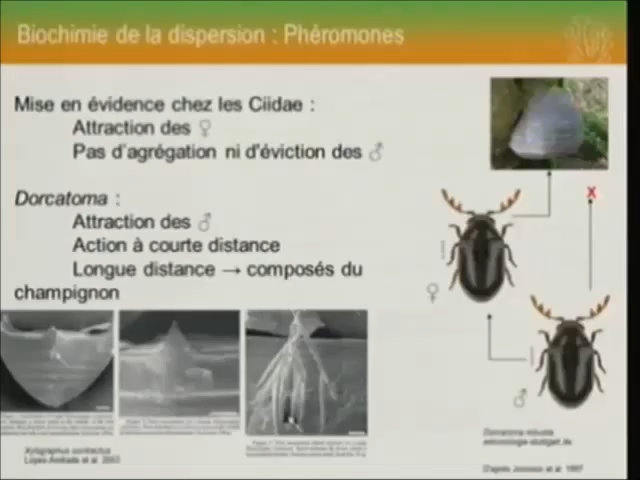 Biochimie de la dispersion : Phéromones
Mise en évidence chez les Ciidae :
Attraction des ♀
Pas d'agrégation ni d'éviction des ♂
Dorcatoma :
Attraction des ♂
Action à courte distance
Longue distance → composés du
champignon
X
♀
♂
Xylographus contractus
Lopes-Andrade et al. 2003
Dorcatoma robusta
entomologie-stuttgart.de
D'après Jonsson et al. 1997